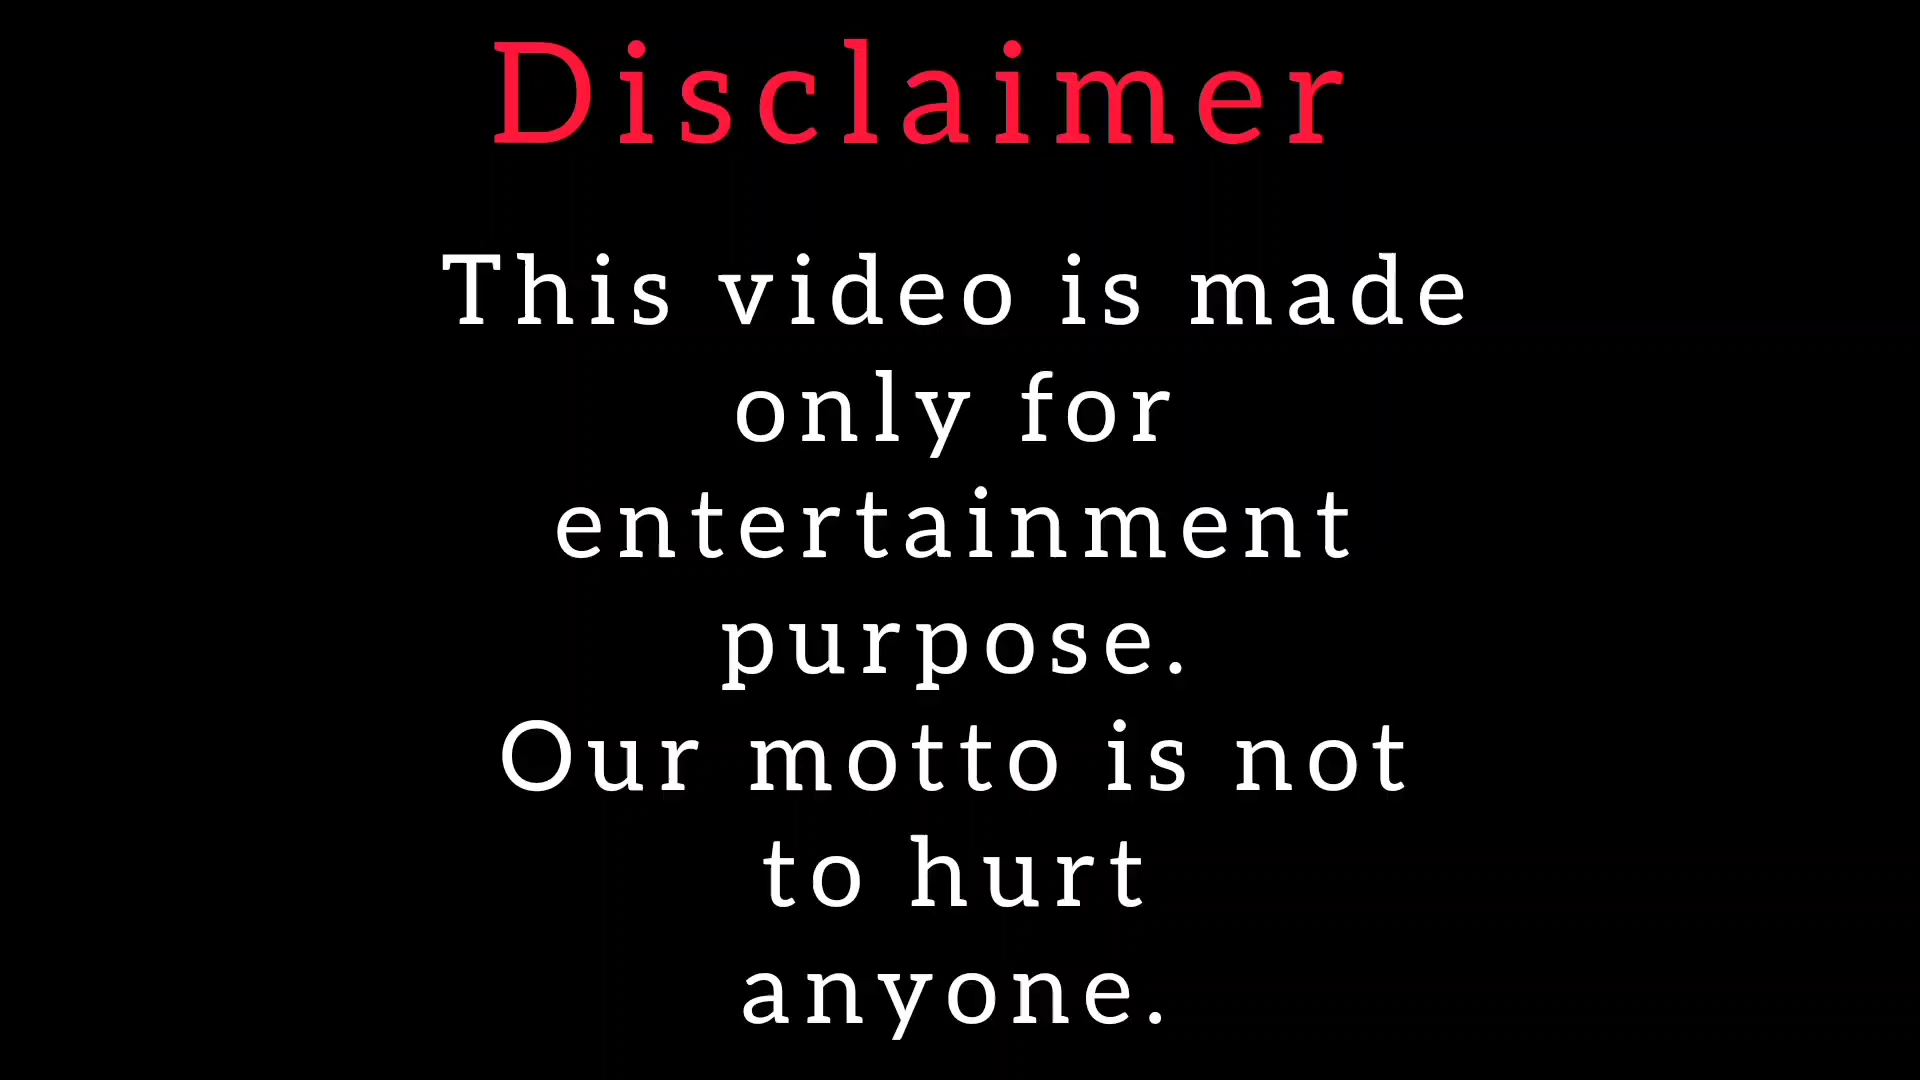 Disclaimer
This video is made
only for
entertainment
purpose.
Our motto is not
to hurt
anyone.